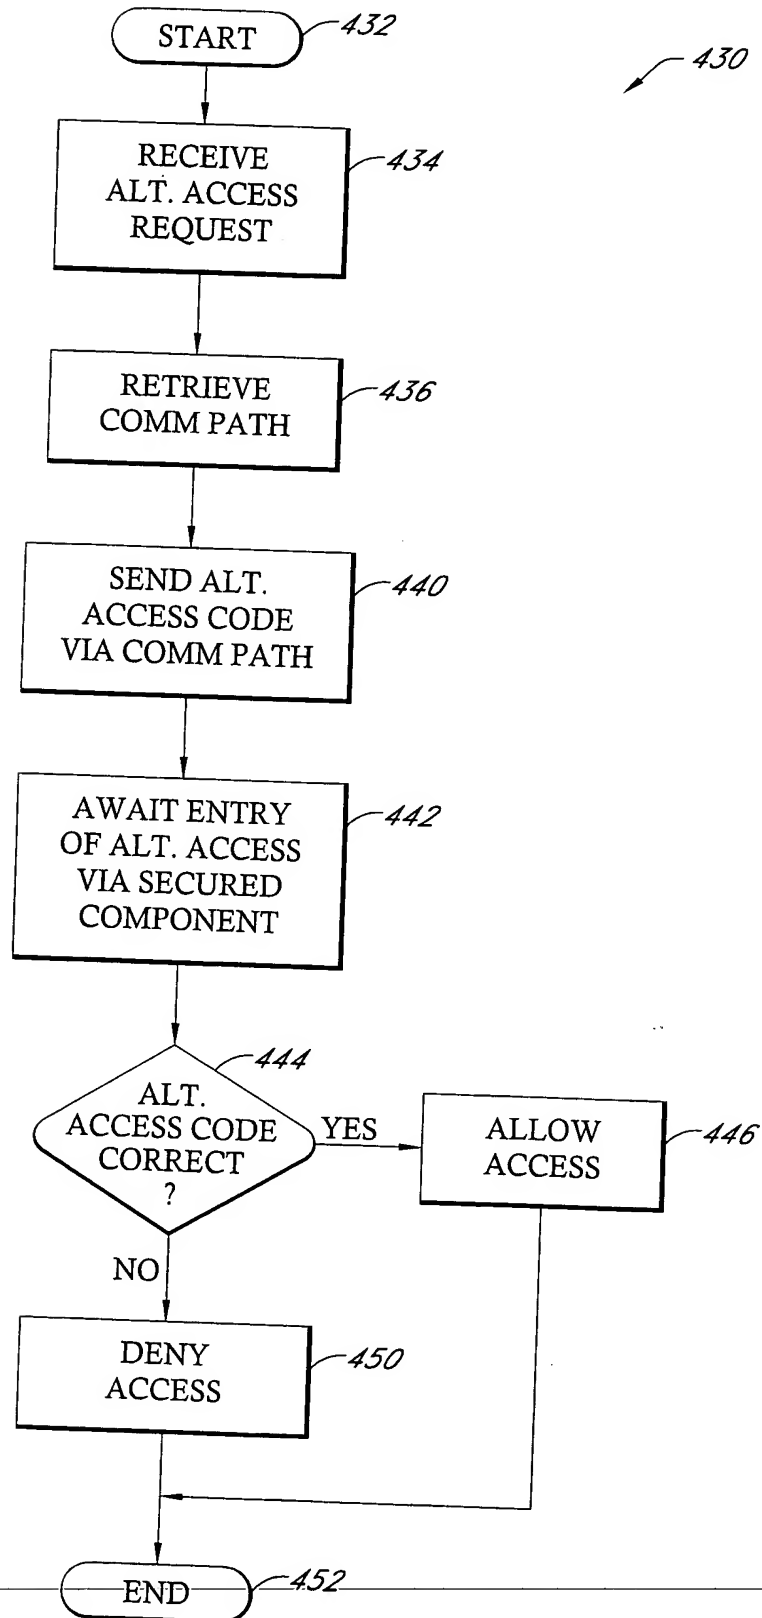 START
432
430
RECEIVE
ALT. ACCESS
REQUEST
434
RETRIEVE
COMM PATH
436
SEND ALT.
ACCESS CODE
VIA COMM PATH
440
AWAIT ENTRY
OF ALT. ACCESS
VIA SECURED
COMPONENT
442
444
ALT.
ACCESS CODE
CORRECT
?
YES
ALLOW
ACCESS
446
NO
DENY
ACCESS
450
END
452